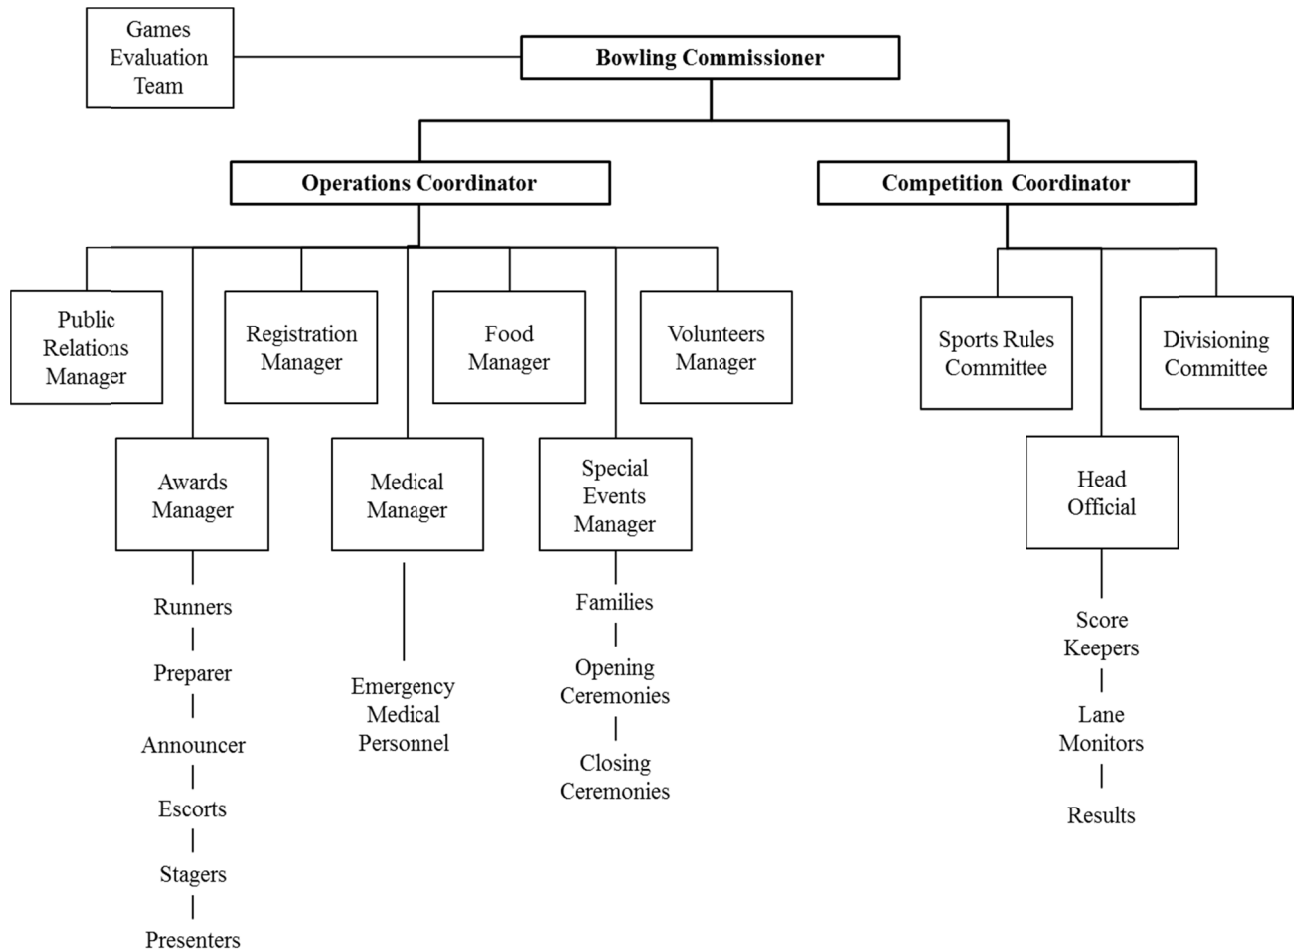 Games
Evaluation
Team
Bowling Commissioner
Operations Coordinator
Competition Coordinator
Public
Relations
Manager
Registration
Manager
Food
Manager
Volunteers
Manager
Sports Rules
Committee
Divisioning
Committee
Awards
Manager
Medical
Manager
Special
Events
Manager
Head
Official
Runners
Preparer
Announcer
Escorts
Stagers
Presenters
Emergency
Medical
Personnel
Families
Opening
Ceremonies
Closing
Ceremonies
Score
Keepers
Lane
Monitors
Results